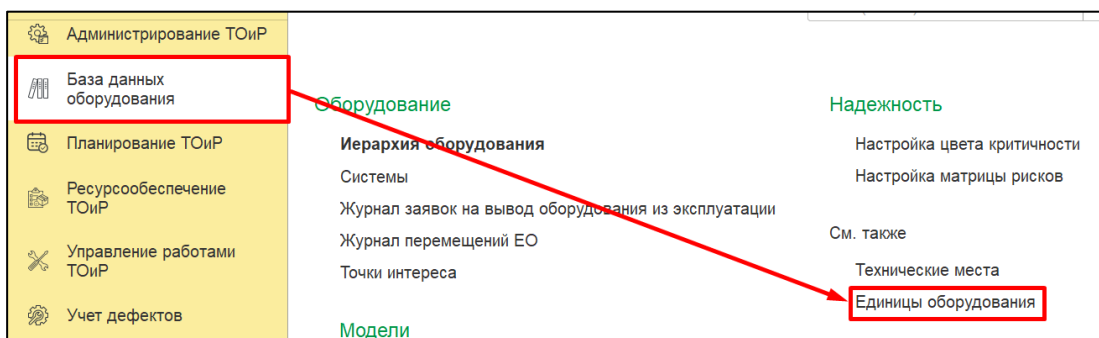 Администрирование ТОиР
База данных
оборудования
Планирование ТОиР
Ресурсообеспечение
ТОиР
Управление работами
ТОиР
Учет дефектов
Оборудование
Иерархия оборудования
Системы
Журнал заявок на вывод оборудования из эксплуатации
Журнал перемещений ЕО
Точки интереса
Модели
Надежность
Настройка цвета критичности
Настройка матрицы рисков
См. также
Технические места
Единицы оборудования